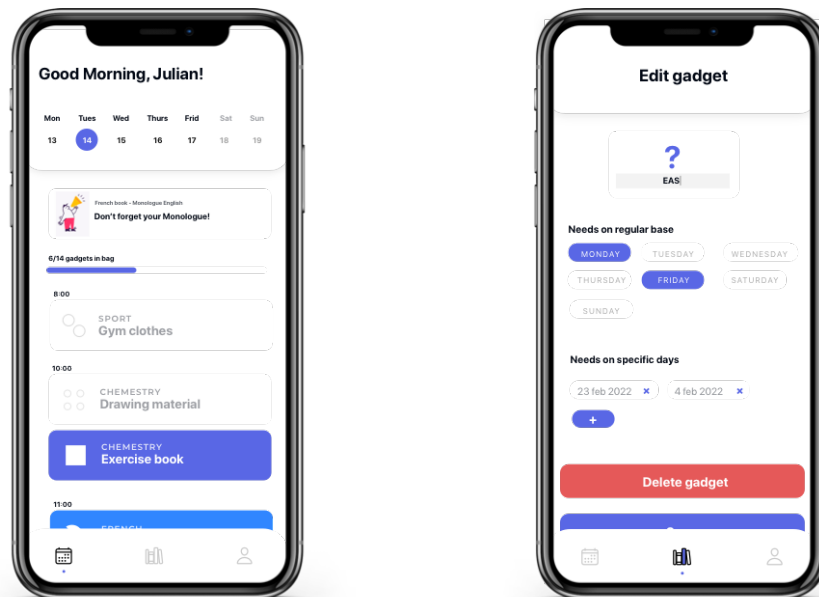 Good Morning, Julian!
Mon Tues Wed Thurs Frid Sat Sun
13 14 15 16 17 18 19
French book - Monologue English
Don't forget your Monologue!
6/14 gadgets in bag
8:00
SPORT
Gym clothes
10:00
CHEMESTRY
Drawing material
CHEMESTRY
Exercise book
11:00
FRENCH
Edit gadget
?
EAS
Needs on regular base
MONDAY TUESDAY WEDNESDAY
THURSDAY FRIDAY SATURDAY
SUNDAY
Needs on specific days
23 feb 2022 × 4 feb 2022 ×
+
Delete gadget